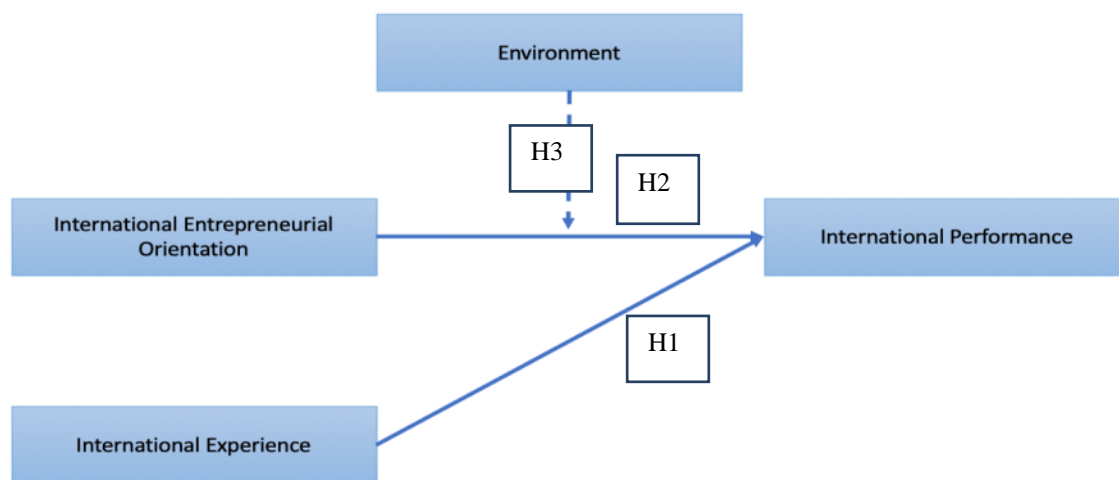 Environment
H3
H2
International Entrepreneurial
Orientation
International Performance
H1
International Experience